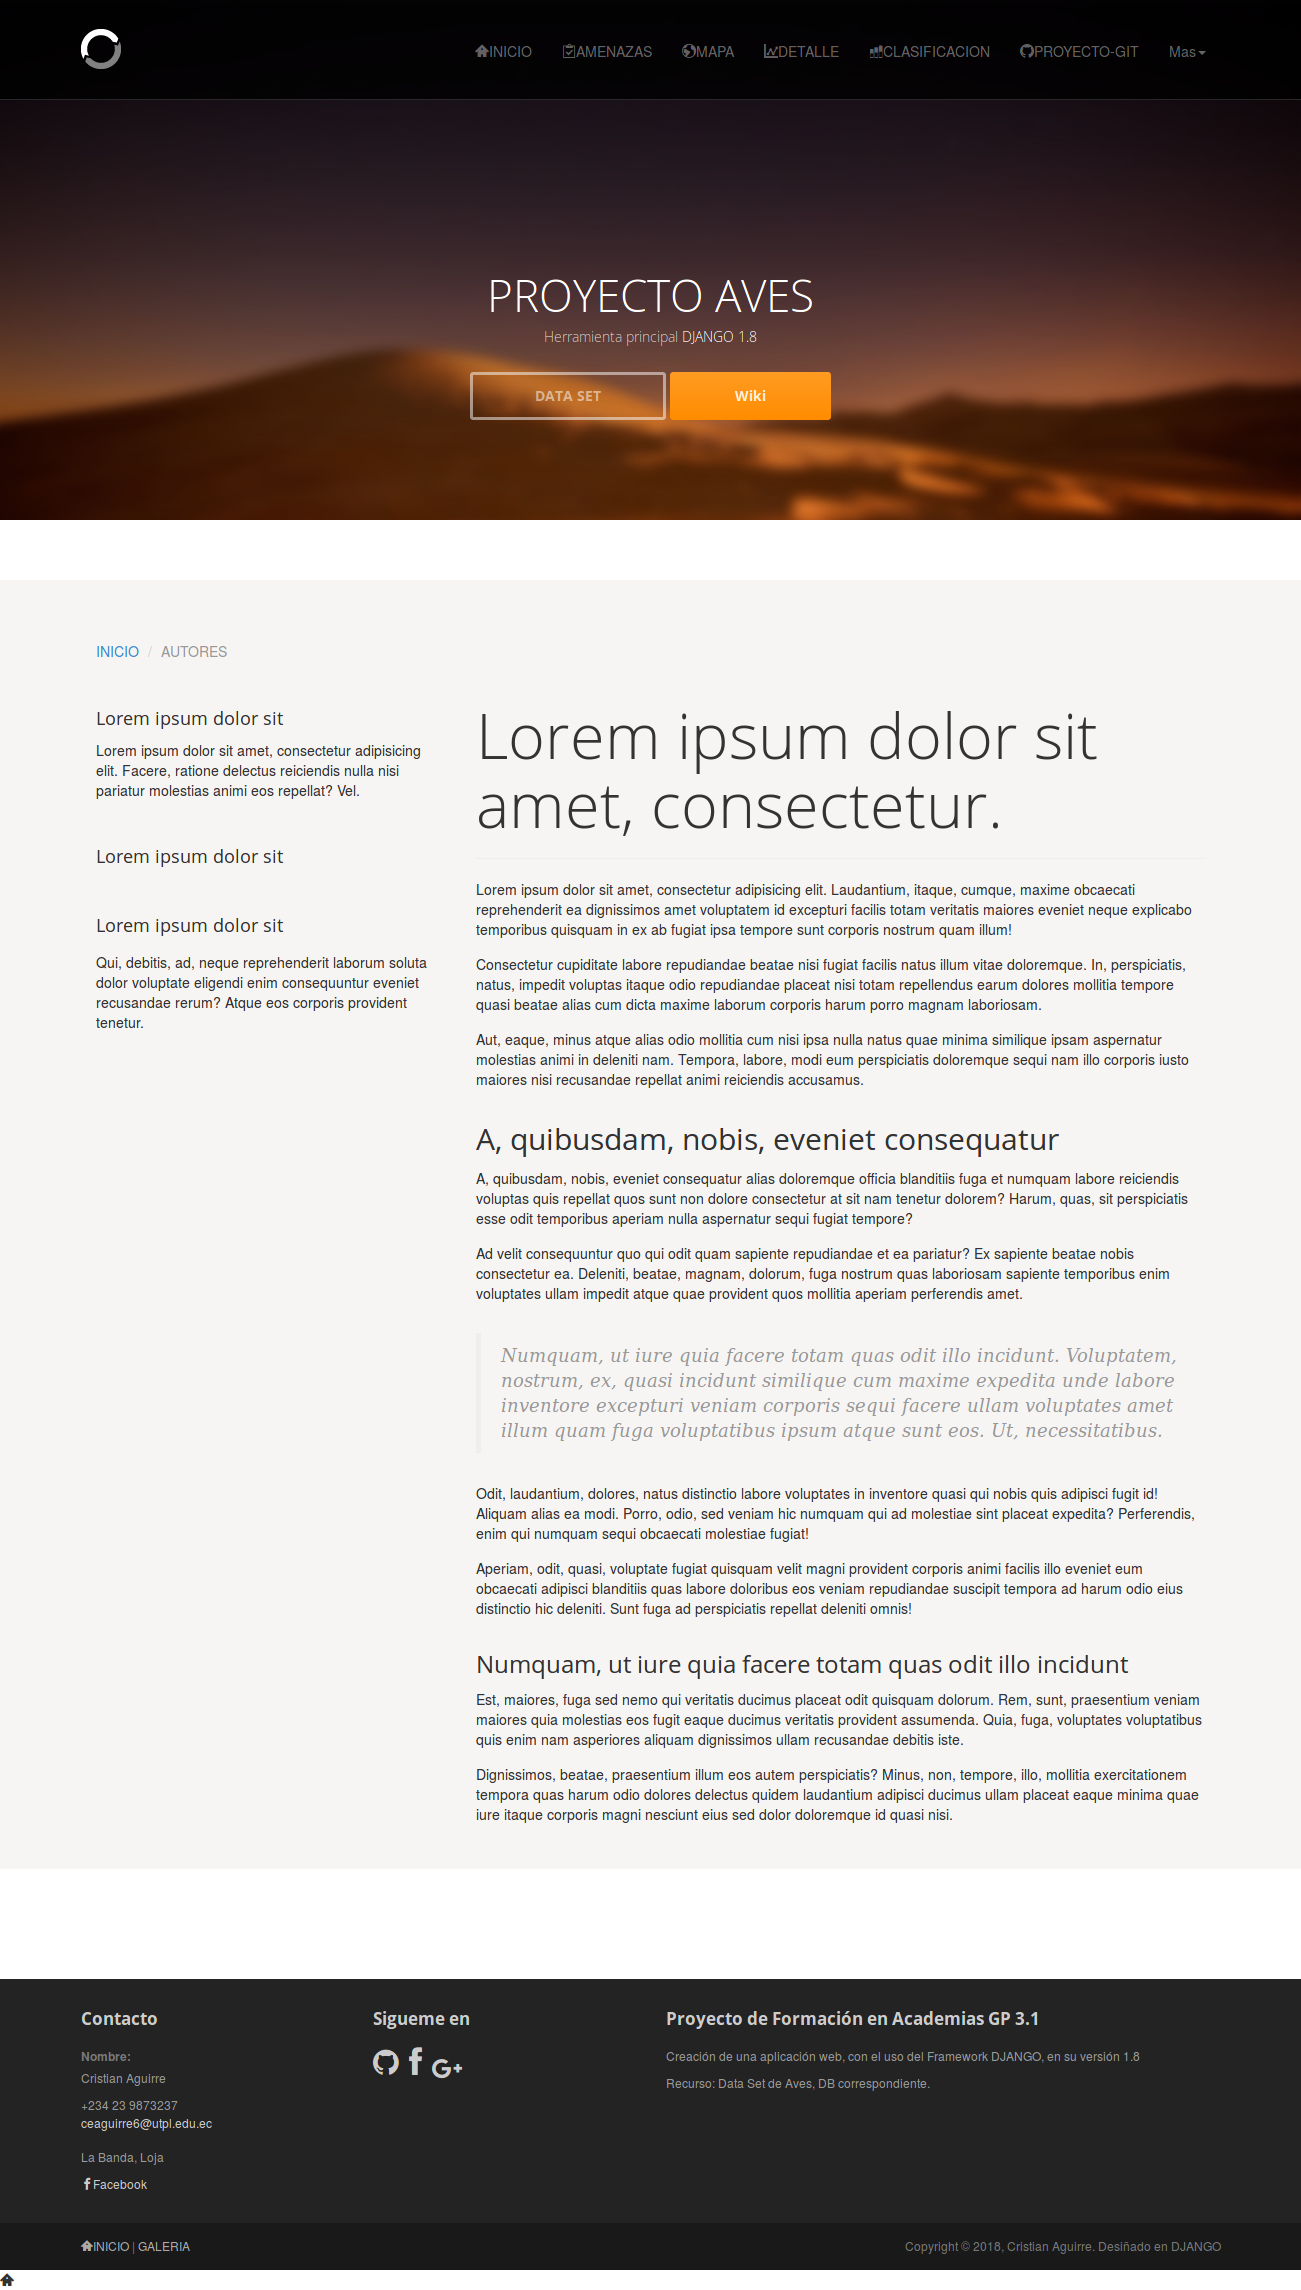 INICIO AMENAZAS MAPA DETALLE CLASIFICACION PROYECTO-GIT Mas
PROYECTO AVES
Herramienta principal DJANGO 1.8
DATA SET Wiki
INICIO / AUTORES
Lorem ipsum dolor sit
Lorem ipsum dolor sit amet, consectetur adipisicing
elit. Facere, ratione delectus reiciendis nulla nisi
pariatur molestias animi eos repellat? Vel.
Lorem ipsum dolor sit
Lorem ipsum dolor sit
Qui, debitis, ad, neque reprehenderit laborum soluta
dolor voluptate eligendi enim consequuntur eveniet
recusandae rerum? Atque eos corporis provident
tenetur.
Lorem ipsum dolor sit
amet, consectetur.
Lorem ipsum dolor sit amet, consectetur adipisicing elit. Laudantium, itaque, cumque, maxime obcaecati
reprehenderit ea dignissimos amet voluptatem id excepturi facilis totam veritatis maiores eveniet neque explicabo
temporibus quisquam in ex ab fugiat ipsa tempore sunt corporis nostrum quam illum!
Consectetur cupiditate labore repudiandae beatae nisi fugiat facilis natus illum vitae doloremque. In, perspiciatis,
natus, impedit voluptas itaque odio repudiandae placeat nisi totam repellendus earum dolores mollitia tempore
quasi beatae alias cum dicta maxime laborum corporis harum porro magnam laboriosam.
Aut, eaque, minus atque alias odio mollitia cum nisi ipsa nulla natus quae minima similique ipsam aspernatur
molestias animi in deleniti nam. Tempora, labore, modi eum perspiciatis doloremque sequi nam illo corporis iusto
maiores nisi recusandae repellat animi reiciendis accusamus.
A, quibusdam, nobis, eveniet consequatur
A, quibusdam, nobis, eveniet consequatur alias doloremque officia blanditiis fuga et numquam labore reiciendis
voluptas quis repellat quos sunt non dolore consectetur at sit nam tenetur dolorem? Harum, quas, sit perspiciatis
esse odit temporibus aperiam nulla aspernatur sequi fugiat tempore?
Ad velit consequuntur quo qui odit quam sapiente repudiandae et ea pariatur? Ex sapiente beatae nobis
consectetur ea. Deleniti, beatae, magnam, dolorum, fuga nostrum quas laboriosam sapiente temporibus enim
voluptates ullam impedit atque quae provident quos mollitia aperiam perferendis amet.
Numquam, ut iure quia facere totam quas odit illo incidunt. Voluptatem,
nostrum, ex, quasi incidunt similique cum maxime expedita unde labore
inventore excepturi veniam corporis sequi facere ullam voluptates amet
illum quam fuga voluptatibus ipsum atque sunt eos. Ut, necessitatibus.
Odit, laudantium, dolores, natus distinctio labore voluptates in inventore quasi qui nobis quis adipisci fugit id!
Aliquam alias ea modi. Porro, odio, sed veniam hic numquam qui ad molestiae sint placeat expedita? Perferendis,
enim qui numquam sequi obcaecati molestiae fugiat!
Aperiam, odit, quasi, voluptate fugiat quisquam velit magni provident corporis animi facilis illo eveniet eum
obcaecati adipisci blanditiis quas labore doloribus eos veniam repudiandae suscipit tempora ad harum odio eius
distinctio hic deleniti. Sunt fuga ad perspiciatis repellat deleniti omnis!
Numquam, ut iure quia facere totam quas odit illo incidunt
Est, maiores, fuga sed nemo qui veritatis ducimus placeat odit quisquam dolorum. Rem, sunt, praesentium veniam
maiores quia molestias eos fugit eaque ducimus veritatis provident assumenda. Quia, fuga, voluptates voluptatibus
quis enim nam asperiores aliquam dignissimos ullam recusandae debitis iste.
Dignissimos, beatae, praesentium illum eos autem perspiciatis? Minus, non, tempore, illo, mollitia exercitationem
tempora quas harum odio dolores delectus quidem laudantium adipisci ducimus ullam placeat eaque minima quae
iure itaque corporis magni nesciunt eius sed dolor doloremque id quasi nisi.
Contacto
Nombre:
Cristian Aguirre
+234 23 9873237
ceaguirre6@utpl.edu.ec
La Banda, Loja
Facebook
Sigueme en
Proyecto de Formación en Academias GP 3.1
Creación de una aplicación web, con el uso del Framework DJANGO, en su versión 1.8
Recurso: Data Set de Aves, DB correspondiente.
INICIO | GALERIA
Copyright © 2018, Cristian Aguirre. Desiñado en DJANGO